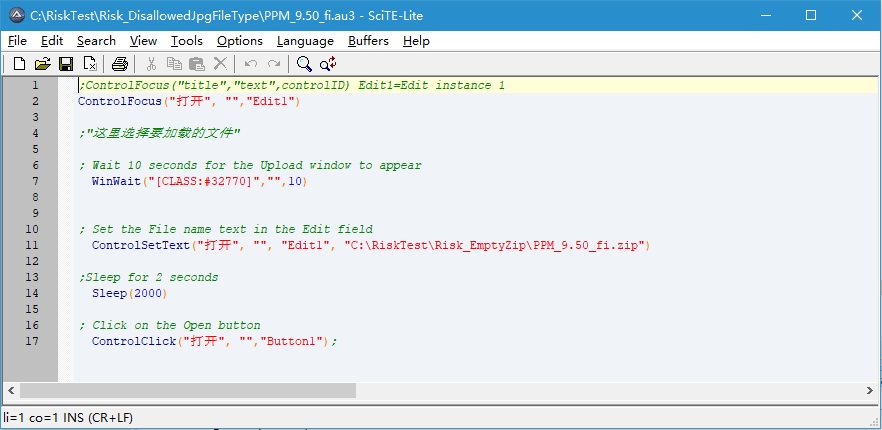 C:\RiskTest\Risk_DisallowedJpgFileType\PPM_9.50_fi.au3 - SciTE-Lite
File Edit Search View Tools Options Language Buffers Help
1 ;ControlFocus("title","text",controlID) Edit1=Edit instance 1
2 ControlFocus("打开", "","Edit1")
3
4 ;"这里选择要加载的文件"
5
6 ; Wait 10 seconds for the Upload window to appear
7 WinWait("[CLASS:#32770]","",10)
8
9
10 ; Set the File name text in the Edit field
11 ControlSetText("打开", "", "Edit1", "C:\RiskTest\Risk_EmptyZip\PPM_9.50_fi.zip")
12
13 ;Sleep for 2 seconds
14 Sleep(2000)
15
16 ; Click on the Open button
17 ControlClick("打开", "","Button1");
li=1 co=1 INS (CR+LF)